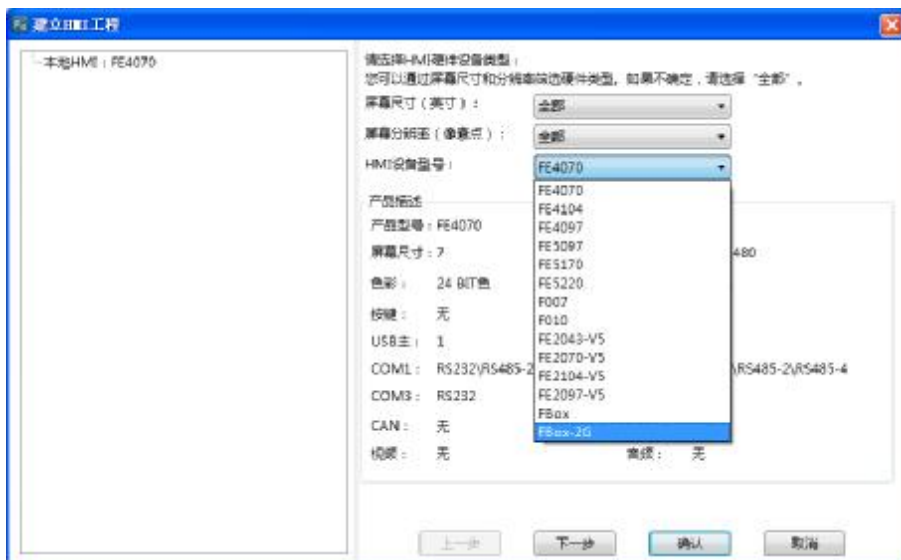 建立HMI工程
本地HMI：FE4070
请选择HMI硬件设备类型：
您可以通过屏幕尺寸和分辨率筛选硬件类型。如果不确定，请选择“全部”。
屏幕尺寸（英寸）： 全部
屏幕分辨率（像素点）： 全部
HMI设备型号： FE4070
FE4070
FE4104
FE4097
FE5097
FE5170
FE5220
F007
F010
FE2043-V5
FE2070-V5
FE2104-V5
FE2097-V5
FBox
FBox-2G
产品描述
产品型号：FE4070
屏幕尺寸：7 480
色彩： 24 BIT色
按键： 无
USB主： 1
COM1： RS232\RS485-2 \RS485-2\RS485-4
COM3： RS232
CAN： 无
视频： 无 音频： 无
上一步 下一步 确认 取消